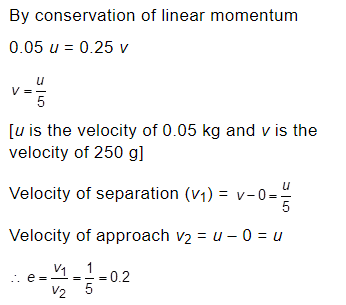 By conservation of linear momentum
0.05 u = 0.25 v
v = u/5
[u is the velocity of 0.05 kg and v is the
velocity of 250 g]
Velocity of separation (v₁) = v – 0 = u/5
Velocity of approach v₂ = u – 0 = u
∴ e = v₁/v₂ = 1/5 = 0.2